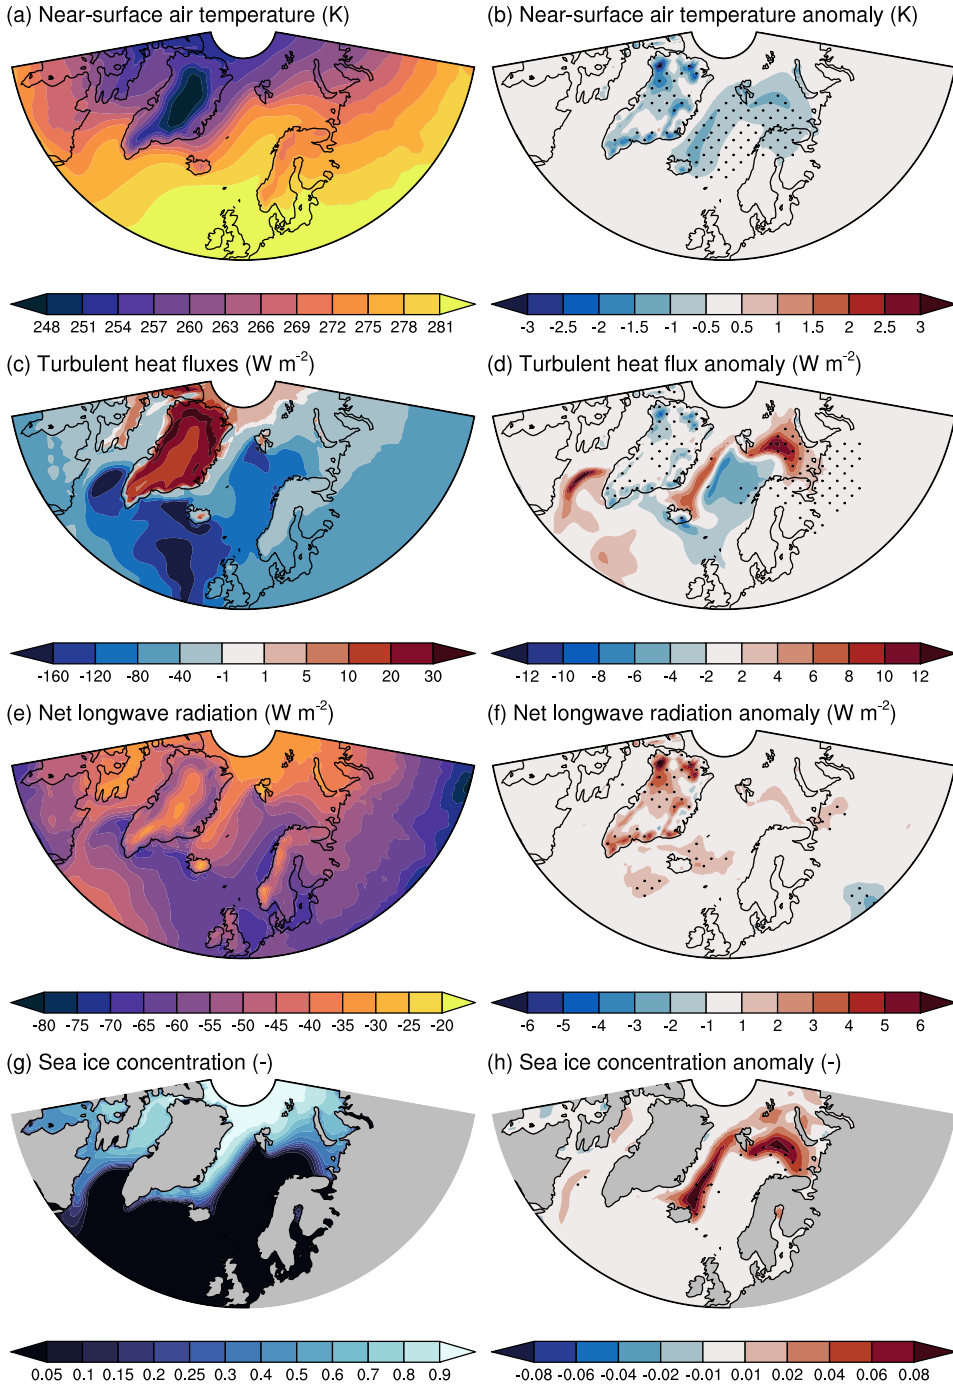 (a) Near-surface air temperature (K)
(b) Near-surface air temperature anomaly (K)
248 251 254 257 260 263 266 269 272 275 278 281
-3 -2.5 -2 -1.5 -1 -0.5 0.5 1 1.5 2 2.5 3
(c) Turbulent heat fluxes (W m-2)
(d) Turbulent heat flux anomaly (W m-2)
-160 -120 -80 -40 -1 1 5 10 20 30
-12 -10 -8 -6 -4 -2 2 4 6 8 10 12
(e) Net longwave radiation (W m-2)
(f) Net longwave radiation anomaly (W m-2)
-80 -75 -70 -65 -60 -55 -50 -45 -40 -35 -30 -25 -20
-6 -5 -4 -3 -2 -1 1 2 3 4 5 6
(g) Sea ice concentration (-)
(h) Sea ice concentration anomaly (-)
0.05 0.1 0.15 0.2 0.25 0.3 0.4 0.5 0.6 0.7 0.8 0.9
-0.08 -0.06 -0.04 -0.02 -0.01 0.01 0.02 0.04 0.06 0.08